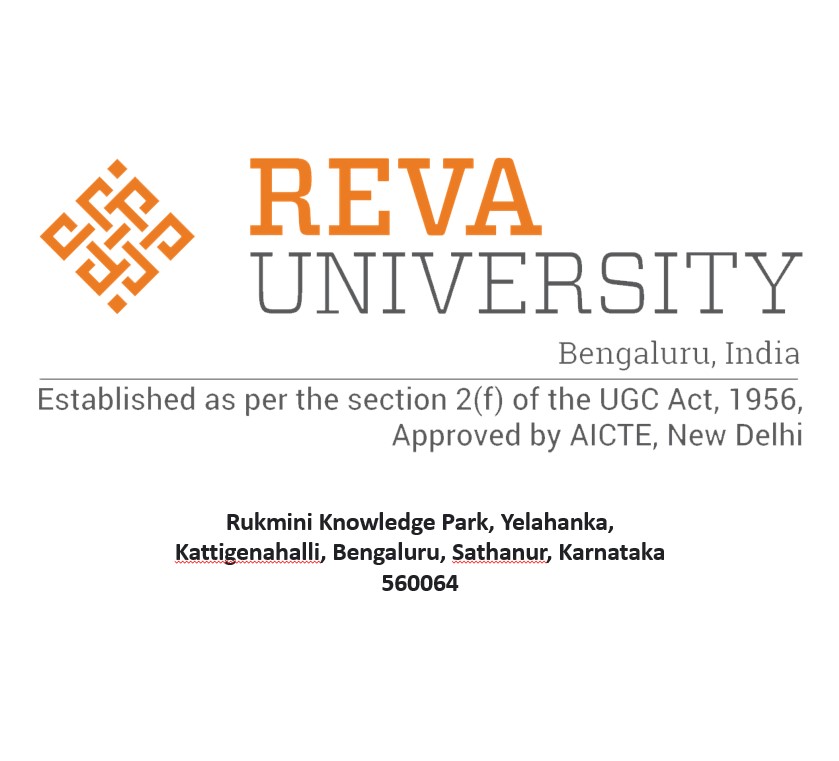 REVA
UNIVERSITY
Bengaluru, India
Established as per the section 2(f) of the UGC Act, 1956,
Approved by AICTE, New Delhi
Rukmini Knowledge Park, Yelahanka,
Kattigenahalli, Bengaluru, Sathanur, Karnataka
560064